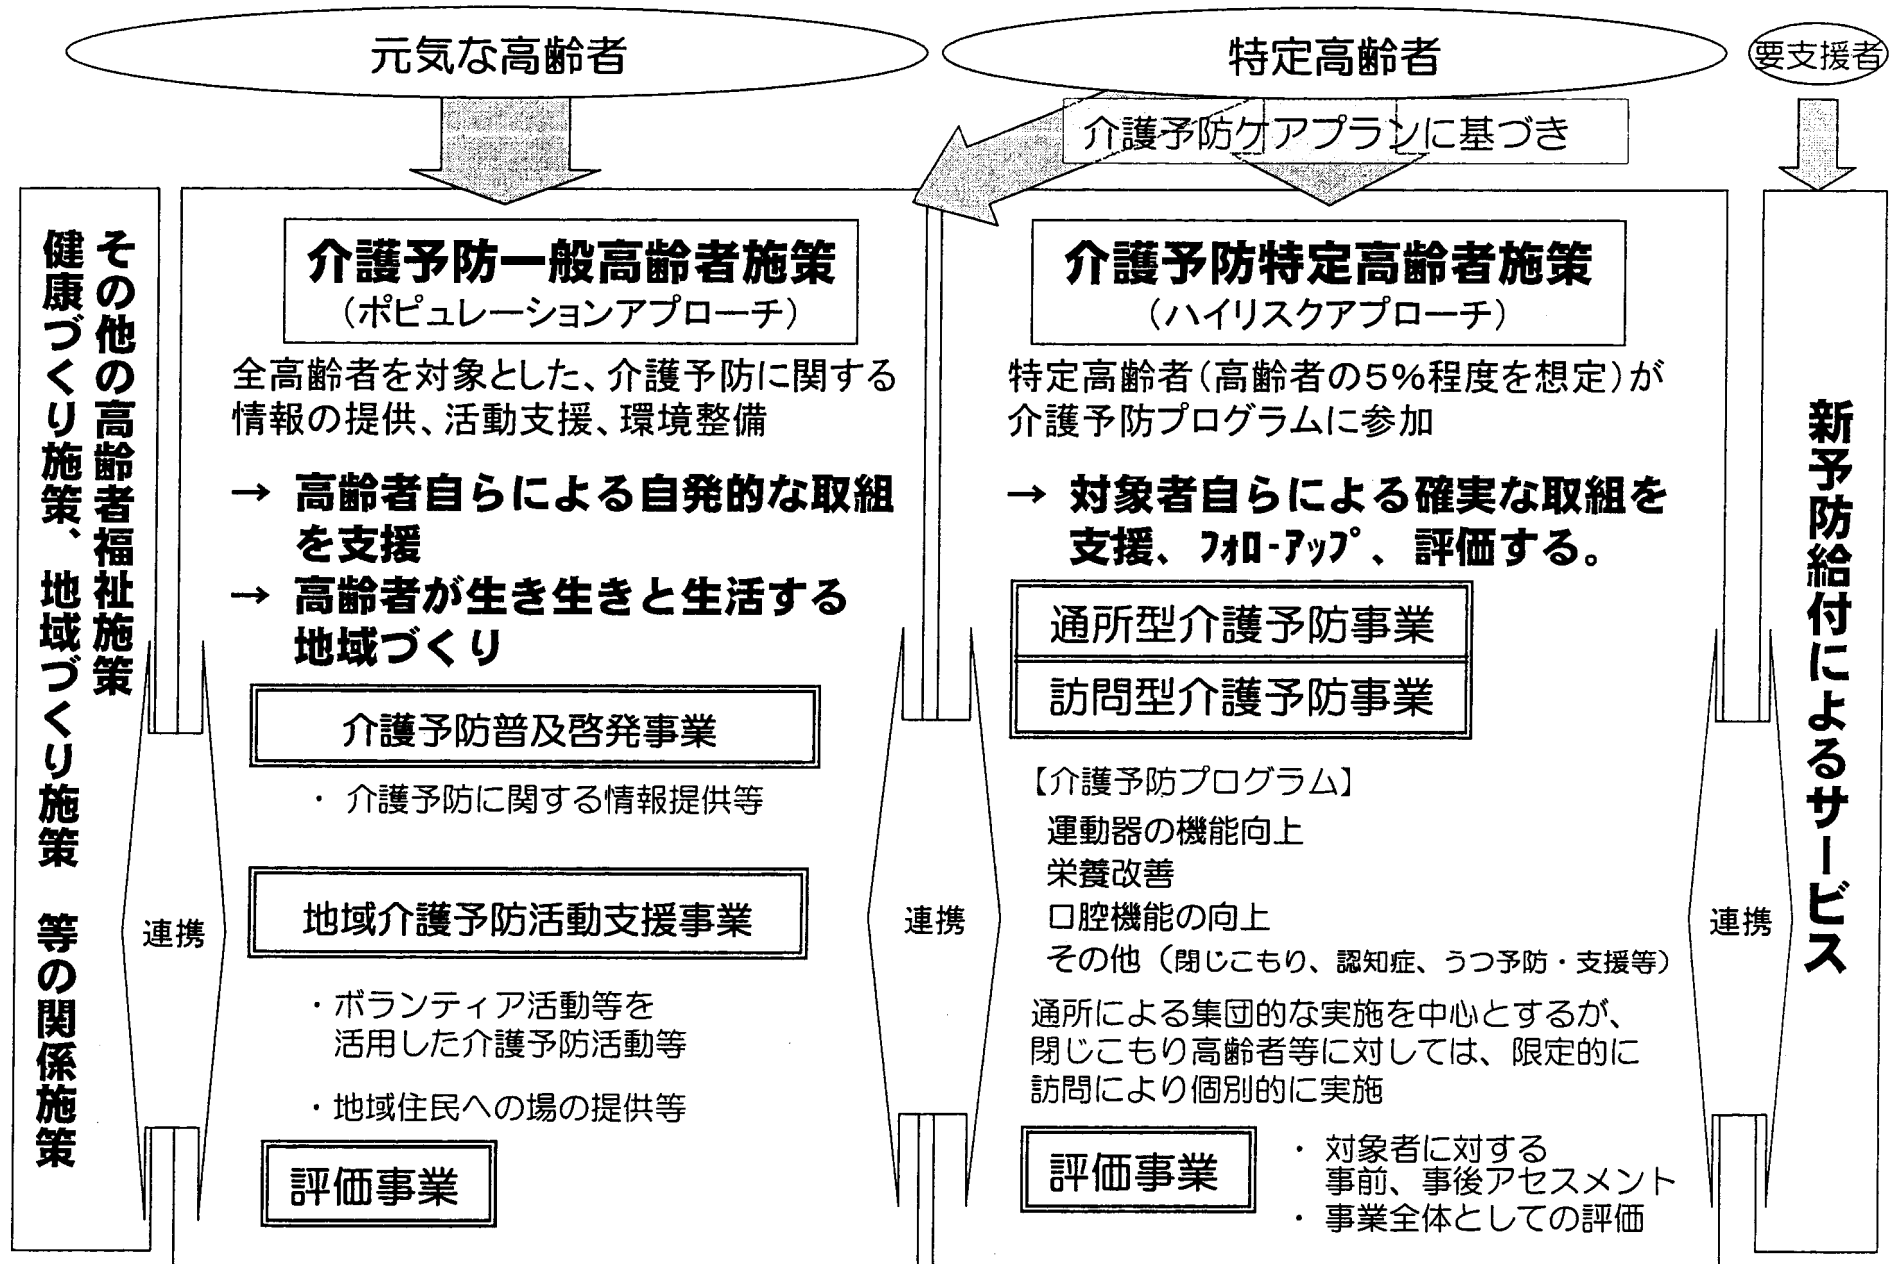 元気な高齢者
特定高齢者
要支援者
介護予防ケアプランに基づき
その他の高齢者福祉施策
健康づくり施策、地域づくり施策 等の関係施策
連携
介護予防一般高齢者施策
(ポピュレーションアプローチ)
全高齢者を対象とした、介護予防に関する
情報の提供、活動支援、環境整備
→ 高齢者自らによる自発的な取組
を支援
→ 高齢者が生き生きと生活する
地域づくり
介護予防普及啓発事業
・ 介護予防に関する情報提供等
地域介護予防活動支援事業
・ボランティア活動等を
活用した介護予防活動等
・地域住民への場の提供等
評価事業
連携
介護予防特定高齢者施策
(ハイリスクアプローチ)
特定高齢者(高齢者の5%程度を想定)が
介護予防プログラムに参加
→ 対象者自らによる確実な取組を
支援、ﾌｫﾛｰｱｯﾌﾟ、評価する。
通所型介護予防事業
訪問型介護予防事業
【介護予防プログラム】
運動器の機能向上
栄養改善
口腔機能の向上
その他(閉じこもり、認知症、うつ予防・支援等)
通所による集団的な実施を中心とするが、
閉じこもり高齢者等に対しては、限定的に
訪問により個別的に実施
評価事業
・ 対象者に対する
事前、事後アセスメント
・ 事業全体としての評価
連携
新予防給付によるサービス